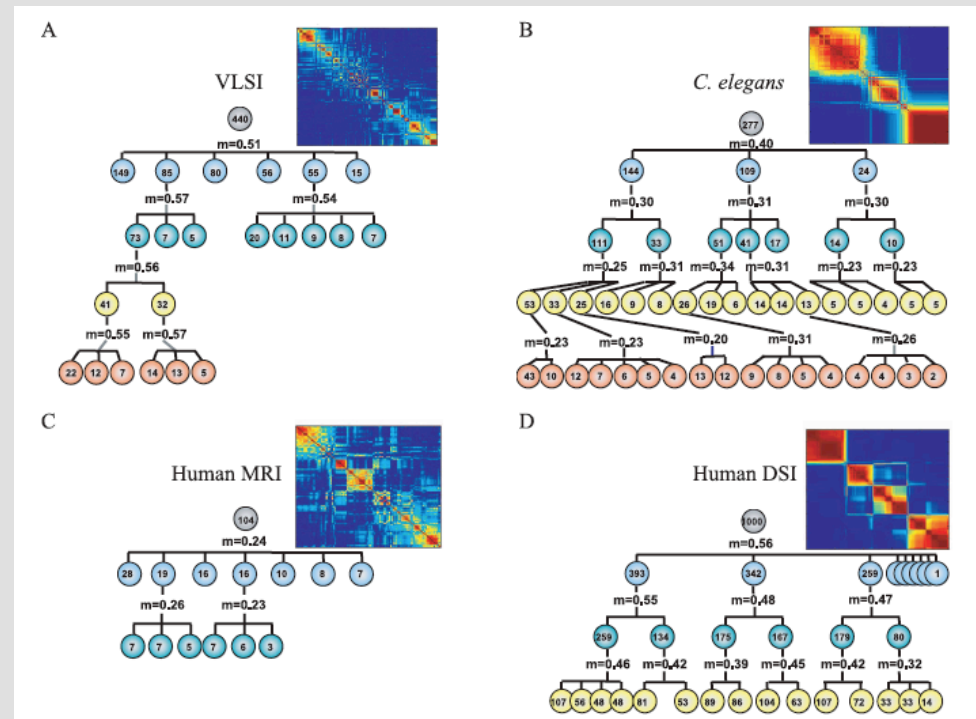 A
VLSI
440
m=0.51
149 85 80 56 55 15
m=0.57 m=0.54
73 7 5 20 11 9 8 7
m=0.56
41 32
m=0.55 m=0.57
22 12 7 14 13 5
B
C. elegans
277
m=0.40
144 109 24
m=0.30 m=0.31 m=0.30
111 33 51 41 17 14 10
m=0.25 m=0.31 m=0.34 m=0.31 m=0.23 m=0.23
53 33 25 16 9 8 26 19 6 14 14 13 5 5 4 5 5
m=0.23 m=0.23 m=0.20 m=0.31 m=0.26
43 10 12 7 6 5 4 13 12 9 8 5 4 4 4 3 2
C
Human MRI
104
m=0.24
28 19 16 16 10 8 7
m=0.26 m=0.23
7 7 5 7 6 3
D
Human DSI
1000
m=0.56
393 342 259 1
m=0.55 m=0.48 m=0.47
259 134 175 167 179 80
m=0.46 m=0.42 m=0.39 m=0.45 m=0.42 m=0.32
107 56 48 48 81 53 89 86 104 63 107 72 33 33 14